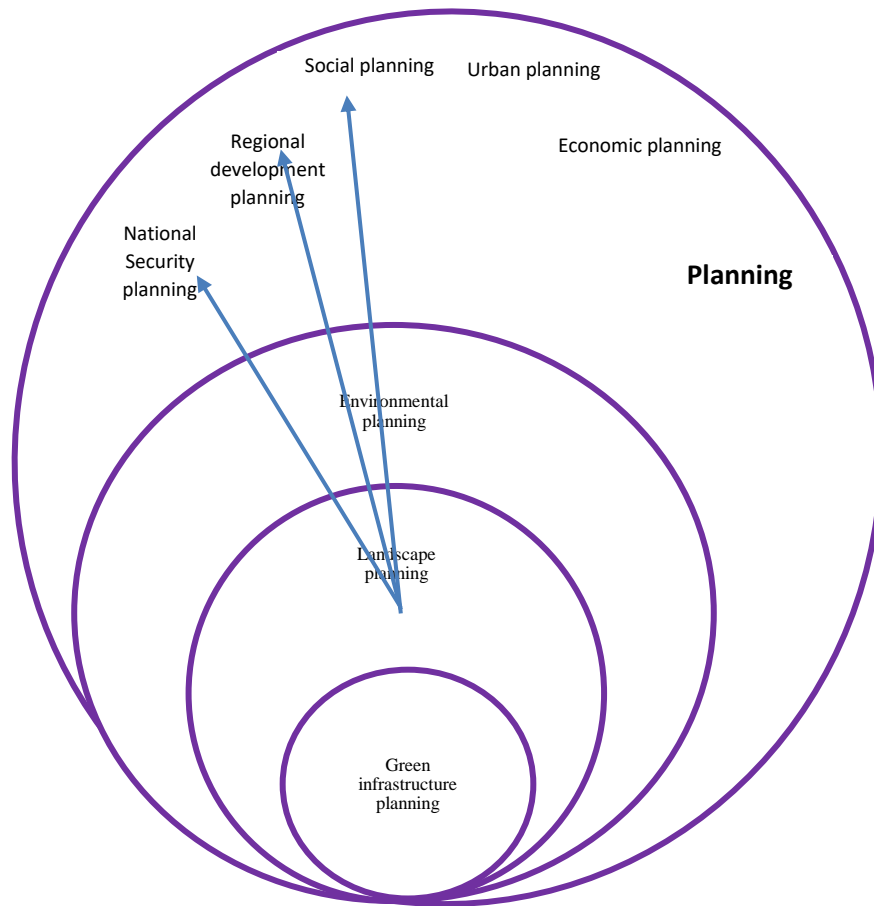 Social planning
Urban planning
Regional
development
planning
Economic planning
National
Security
planning
Planning
Environmental
planning
Landscape
planning
Green
infrastructure
planning